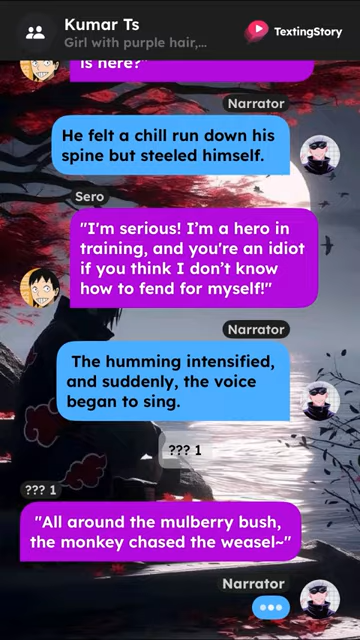 Kumar Ts
Girl with purple hair,...
TextingStory
is here?"
Narrator
He felt a chill run down his
spine but steeled himself.
Sero
"I'm serious! I'm a hero in
training, and you're an idiot
if you think I don't know
how to fend for myself!"
Narrator
The humming intensified,
and suddenly, the voice
began to sing.
??? 1
??? 1
"All around the mulberry bush,
the monkey chased the weasel~"
Narrator